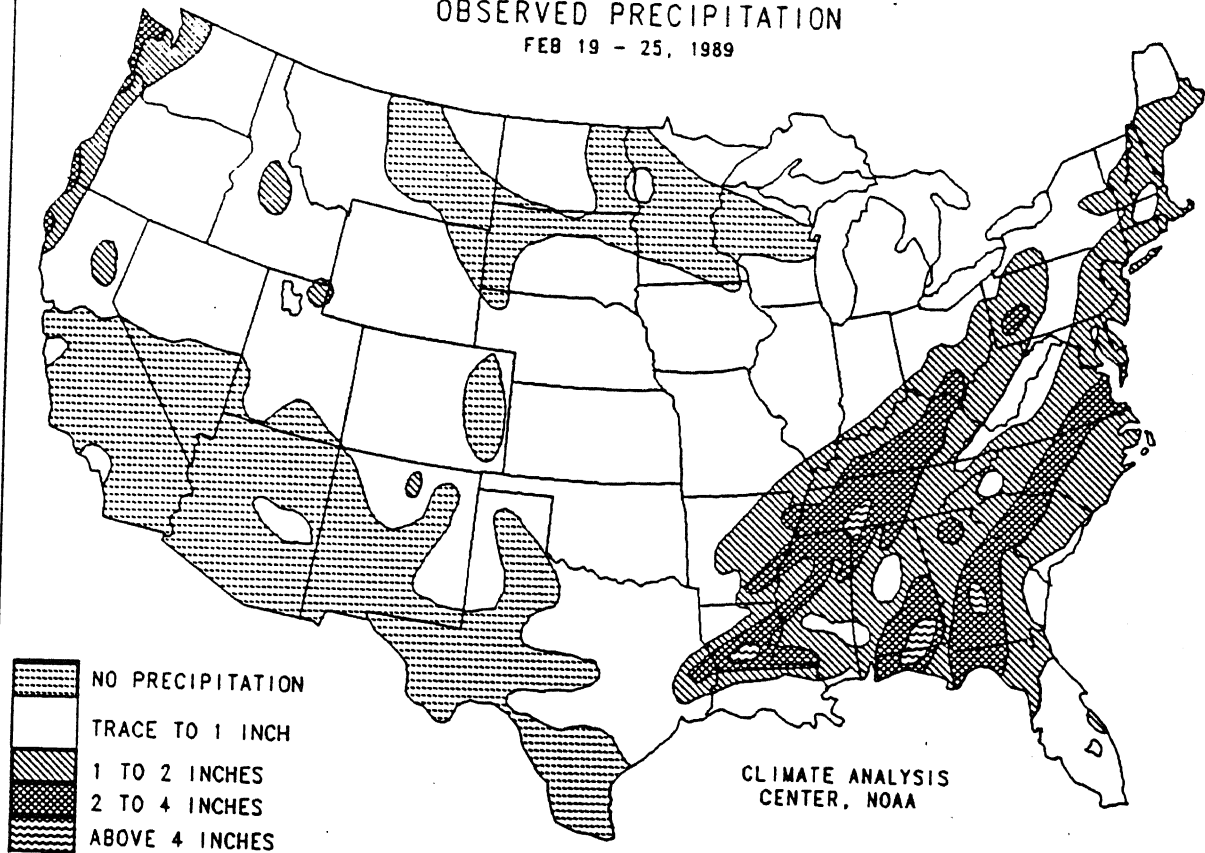 OBSERVED PRECIPITATION
FEB 19 - 25, 1989
NO PRECIPITATION
TRACE TO 1 INCH
1 TO 2 INCHES
2 TO 4 INCHES
ABOVE 4 INCHES
CLIMATE ANALYSIS
CENTER, NOAA